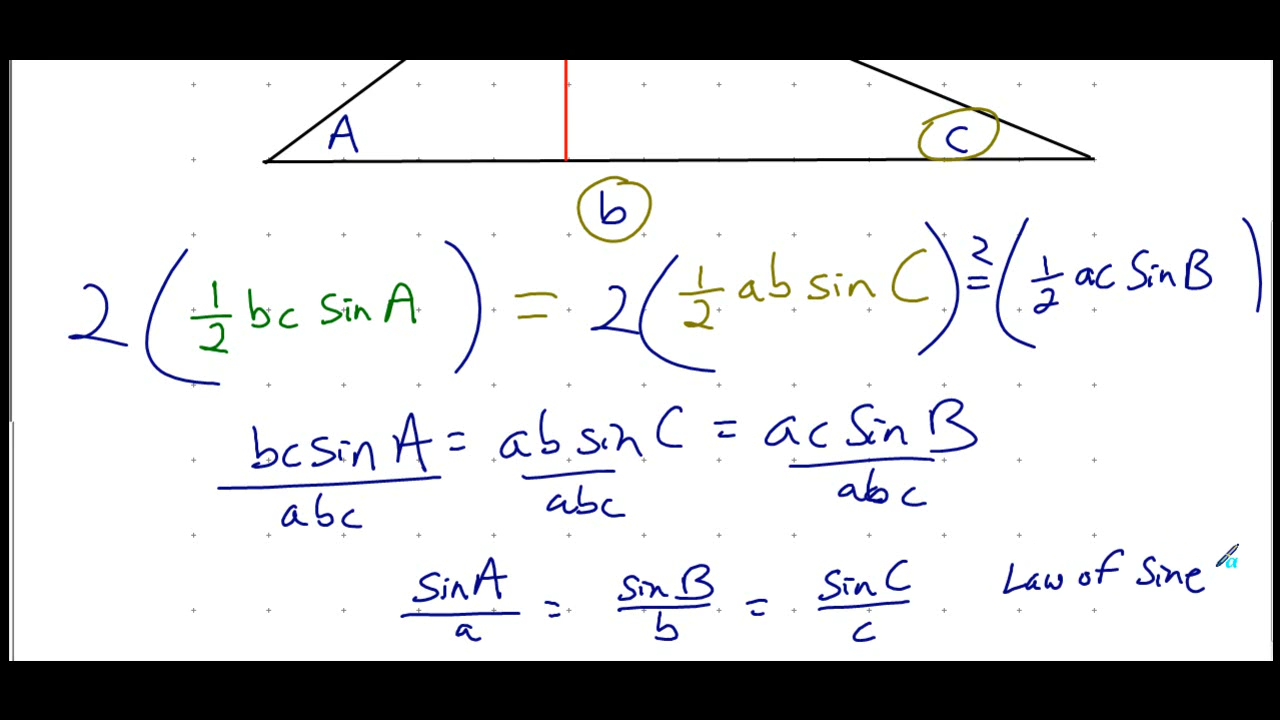 A C
b
2 ( 1/2 bc sin A ) = 2 ( 1/2 ab sin C ) = 2 ( 1/2 ac Sin B )
bc sin A / abc = ab sin C / abc = ac Sin B / abc
sin A / a = sin B / b = sin C / c Law of Sine